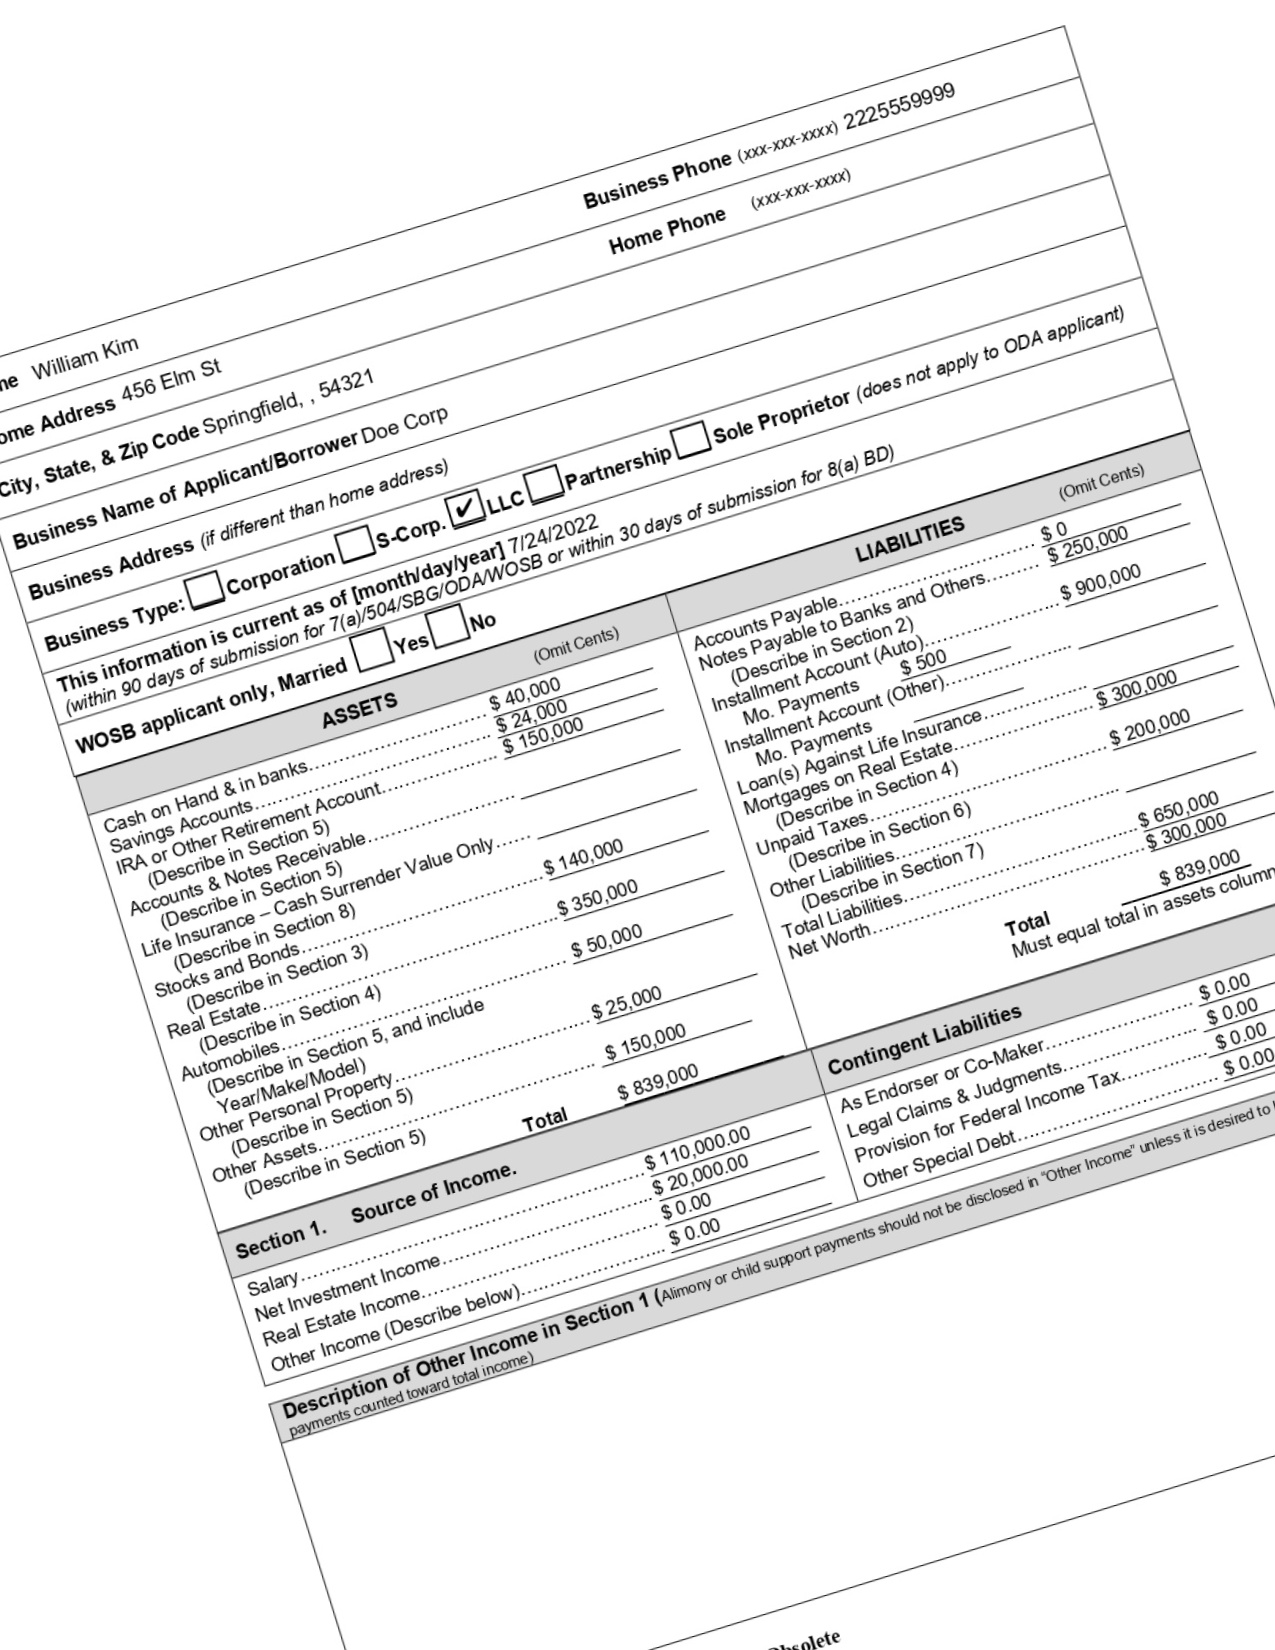 Business Phone (xxx-xxx-xxxx) 2225559999
William Kim
Home Phone (xxx-xxx-xxxx)
Address 456 Elm St
City, State, & Zip Code Springfield, , 54321
Business Name of Applicant/Borrower Doe Corp
Business Address (if different than home address)
Business Type: Corporation S-Corp. ✔ LLC Partnership Sole Proprietor (does not apply to ODA applicant)
This information is current as of [month/day/year] 7/24/2022
(within 90 days of submission for 7(a)/504/SBG/ODA/WOSB or within 30 days of submission for 8(a) BD)
WOSB applicant only, Married Yes No
ASSETS (Omit Cents)
Cash on Hand & in banks $ 40,000
Savings Accounts $ 24,000
IRA or Other Retirement Account $ 150,000
(Describe in Section 5)
Accounts & Notes Receivable
(Describe in Section 5)
Life Insurance – Cash Surrender Value Only
(Describe in Section 8)
Stocks and Bonds $ 140,000
(Describe in Section 3)
Real Estate $ 350,000
(Describe in Section 4)
Automobiles $ 50,000
(Describe in Section 5, and include
Year/Make/Model)
Other Personal Property $ 25,000
(Describe in Section 5)
Other Assets $ 150,000
(Describe in Section 5)
Total $ 839,000
LIABILITIES (Omit Cents)
Accounts Payable $ 0
Notes Payable to Banks and Others $ 250,000
(Describe in Section 2)
Installment Account (Auto) $ 900,000
Mo. Payments $ 500
Installment Account (Other)
Mo. Payments
Loan(s) Against Life Insurance
Mortgages on Real Estate $ 300,000
(Describe in Section 4)
Unpaid Taxes $ 200,000
(Describe in Section 6)
Other Liabilities
(Describe in Section 7)
Total Liabilities $ 650,000
Net Worth $ 300,000
Total $ 839,000
Must equal total in assets column
Section 1. Source of Income.
Salary $ 110,000.00
Net Investment Income $ 20,000.00
Real Estate Income $ 0.00
Other Income (Describe below) $ 0.00
Contingent Liabilities
As Endorser or Co-Maker $ 0.00
Legal Claims & Judgments $ 0.00
Provision for Federal Income Tax $ 0.00
Other Special Debt $ 0.00
Description of Other Income in Section 1 (Alimony or child support payments should not be disclosed in “Other Income” unless it is desired to
payments counted toward total income)